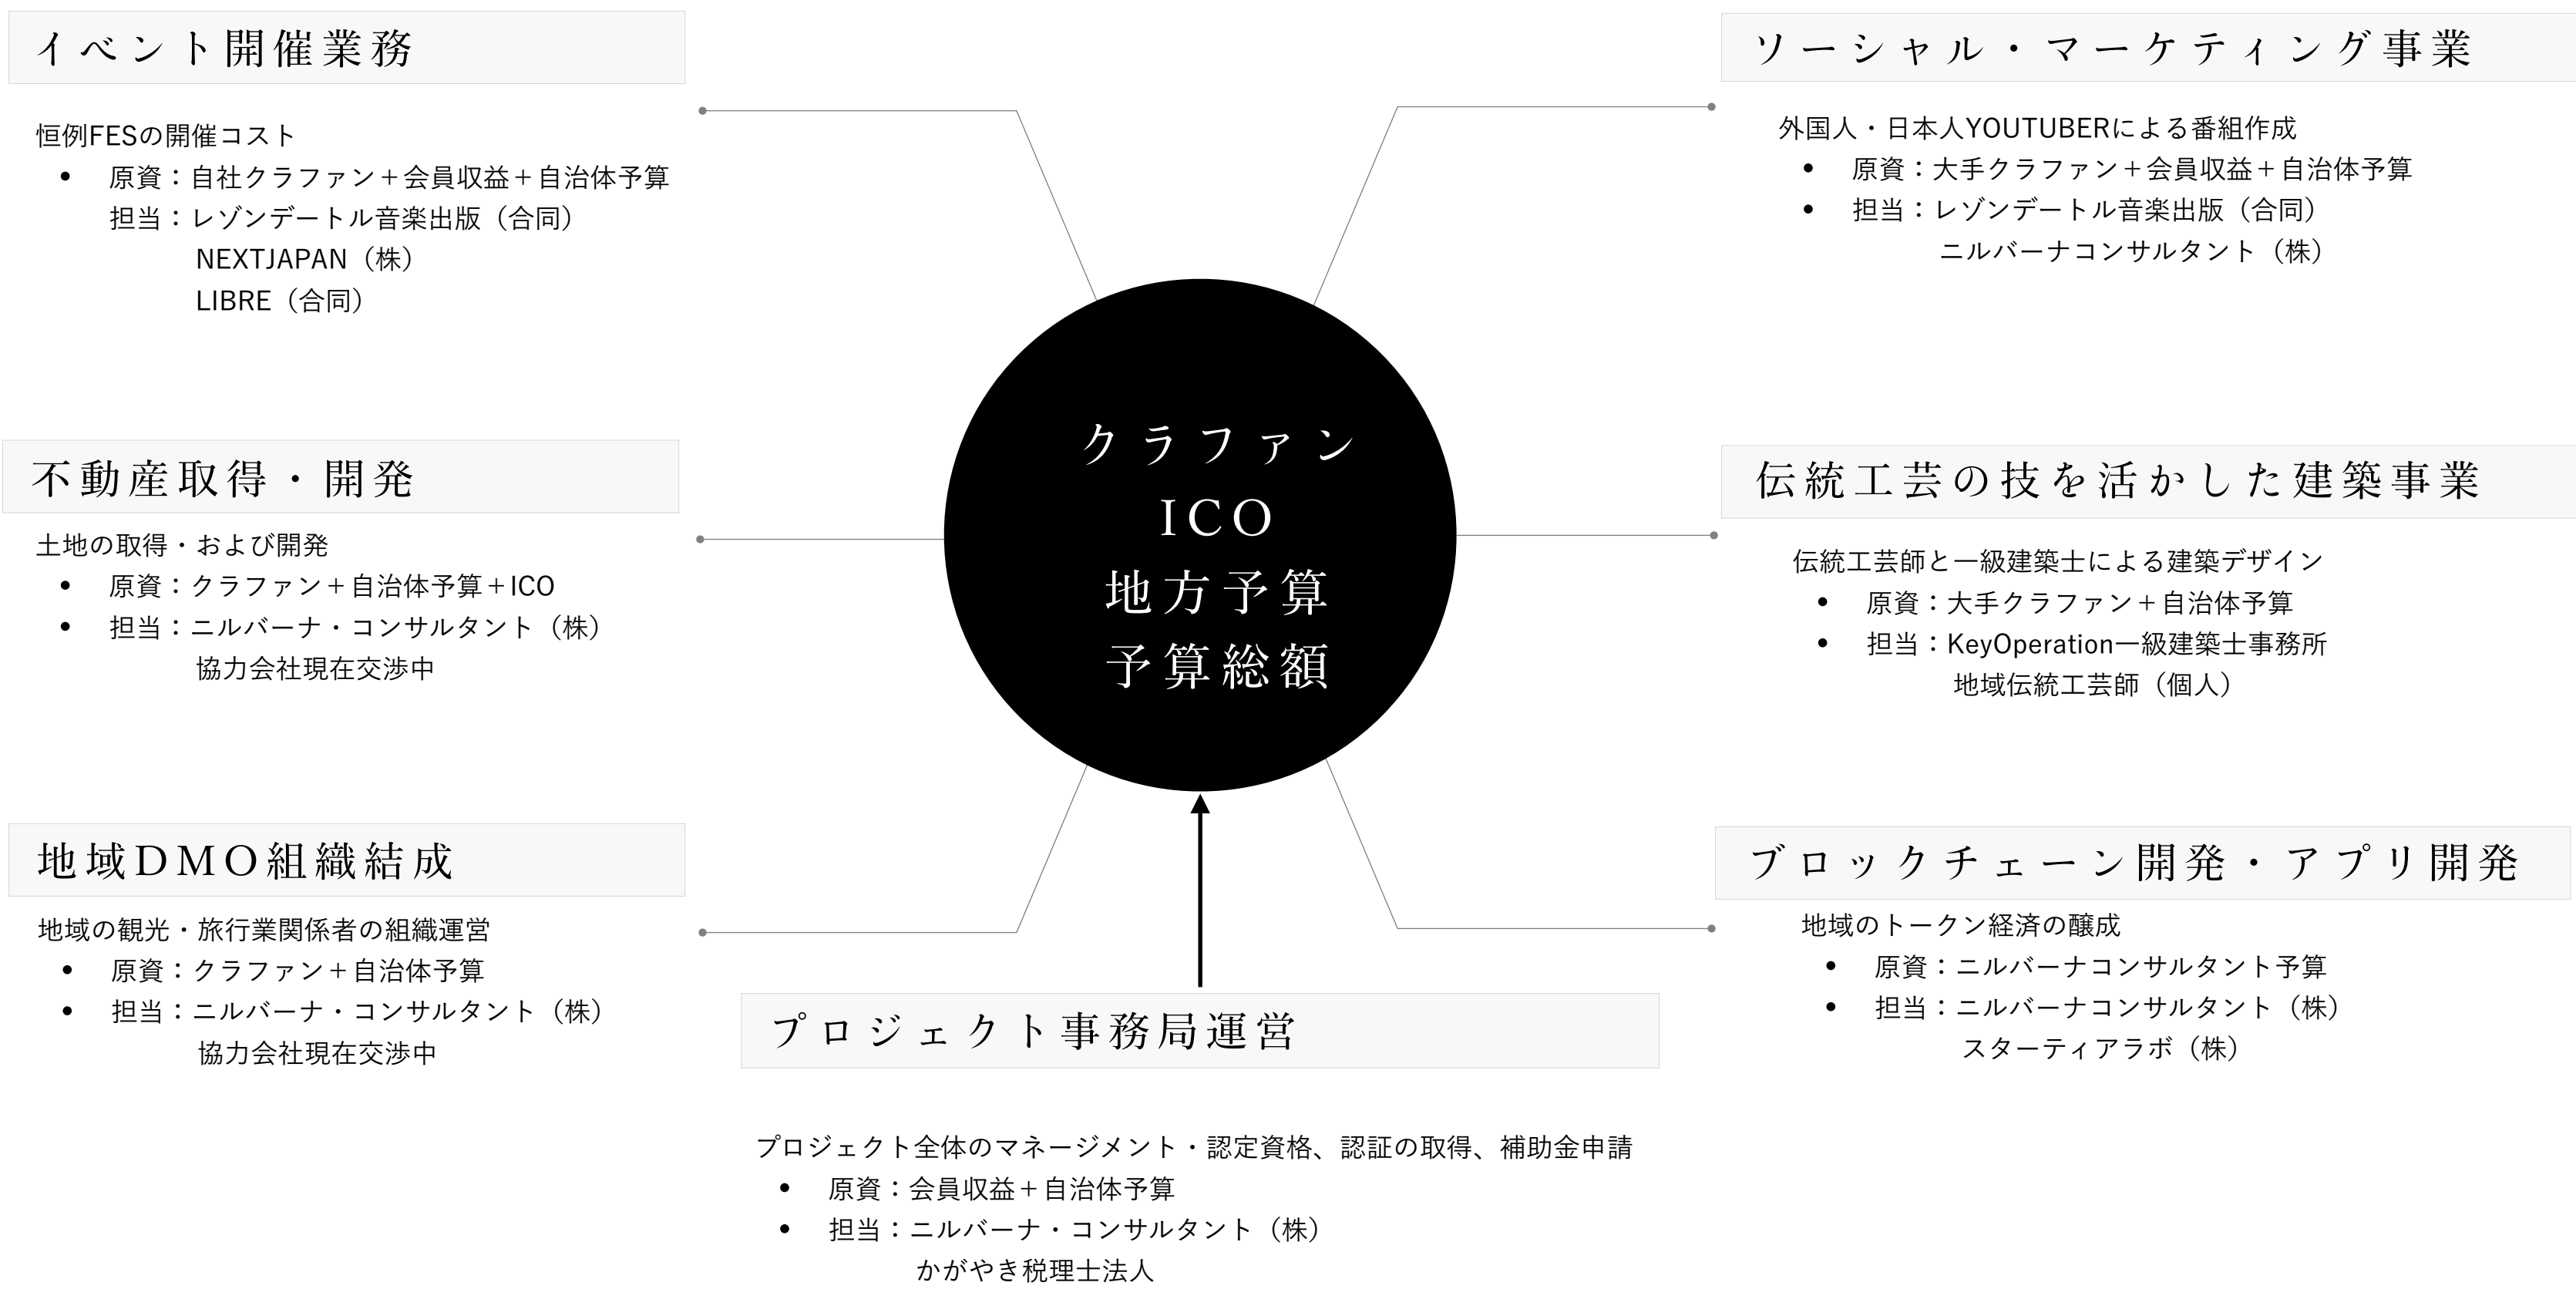 イベント開催業務
恒例FESの開催コスト
• 原資：自社クラファン＋会員収益＋自治体予算
担当：レゾンデートル音楽出版（合同）
NEXTJAPAN（株）
LIBRE（合同）
不動産取得・開発
土地の取得・および開発
• 原資：クラファン＋自治体予算＋ICO
• 担当：ニルバーナ・コンサルタント（株）
協力会社現在交渉中
地域DMO組織結成
地域の観光・旅行業関係者の組織運営
• 原資：クラファン＋自治体予算
• 担当：ニルバーナ・コンサルタント（株）
協力会社現在交渉中
クラファン
ICO
地方予算
予算総額
プロジェクト事務局運営
プロジェクト全体のマネージメント・認定資格、認証の取得、補助金申請
• 原資：会員収益＋自治体予算
• 担当：ニルバーナ・コンサルタント（株）
かがやき税理士法人
ソーシャル・マーケティング事業
外国人・日本人YOUTUBERによる番組作成
• 原資：大手クラファン＋会員収益＋自治体予算
• 担当：レゾンデートル音楽出版（合同）
ニルバーナコンサルタント（株）
伝統工芸の技を活かした建築事業
伝統工芸師と一級建築士による建築デザイン
• 原資：大手クラファン＋自治体予算
• 担当：KeyOperation一級建築士事務所
地域伝統工芸師（個人）
ブロックチェーン開発・アプリ開発
地域のトークン経済の醸成
• 原資：ニルバーナコンサルタント予算
• 担当：ニルバーナコンサルタント（株）
スターティアラボ（株）